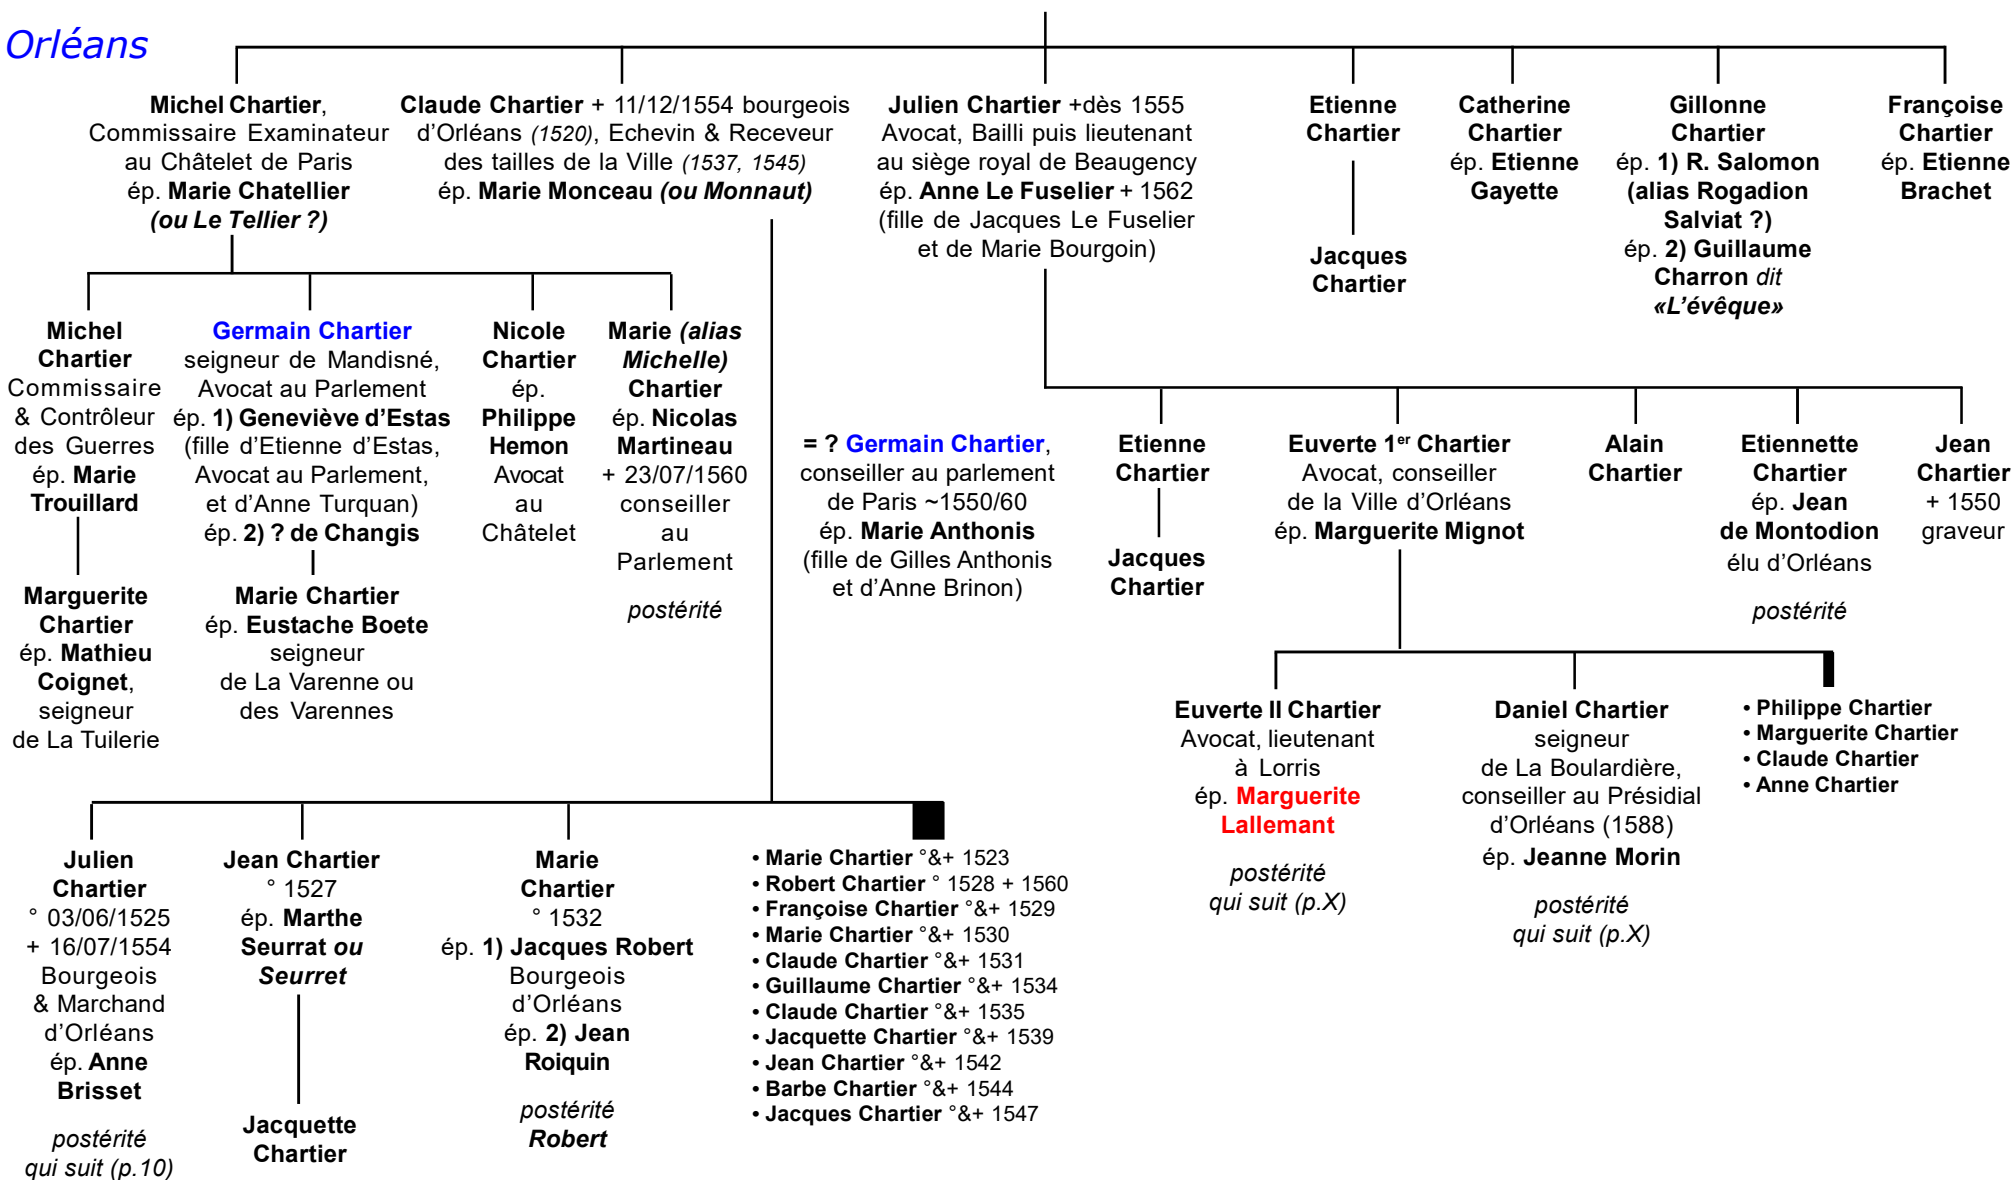 Orléans
Michel Chartier,
Commissaire Examinateur
au Châtelet de Paris
ép. Marie Chatellier
(ou Le Tellier ?)
Claude Chartier + 11/12/1554 bourgeois
d'Orléans (1520), Echevin & Receveur
des tailles de la Ville (1537, 1545)
ép. Marie Monceau (ou Monnaut)
Julien Chartier +dès 1555
Avocat, Bailli puis lieutenant
au siège royal de Beaugency
ép. Anne Le Fuselier + 1562
(fille de Jacques Le Fuselier
et de Marie Bourgoin)
Etienne
Chartier
Jacques
Chartier
Catherine
Chartier
ép. Etienne
Gayette
Gillonne
Chartier
ép. 1) R. Salomon
(alias Rogadion
Salviat ?)
ép. 2) Guillaume
Charron dit
«L'évêque»
Françoise
Chartier
ép. Etienne
Brachet
Michel
Chartier
Commissaire
& Contrôleur
des Guerres
ép. Marie
Trouillard
Marguerite
Chartier
ép. Mathieu
Coignet,
seigneur
de La Tuilerie
Germain Chartier
seigneur de Mandisné,
Avocat au Parlement
ép. 1) Geneviève d'Estas
(fille d'Etienne d'Estas,
Avocat au Parlement,
et d'Anne Turquan)
ép. 2) ? de Changis
Marie Chartier
ép. Eustache Boete
seigneur
de La Varenne ou
des Varennes
Nicole
Chartier
ép.
Philippe
Hemon
Avocat
au
Châtelet
Marie (alias
Michelle)
Chartier
ép. Nicolas
Martineau
+ 23/07/1560
conseiller
au
Parlement
postérité
= ? Germain Chartier,
conseiller au parlement
de Paris ~1550/60
ép. Marie Anthonis
(fille de Gilles Anthonis
et d'Anne Brinon)
Etienne
Chartier
Jacques
Chartier
Euverte 1er Chartier
Avocat, conseiller
de la Ville d'Orléans
ép. Marguerite Mignot
Alain
Chartier
Etiennette
Chartier
ép. Jean
de Montodion
élu d'Orléans
postérité
Jean
Chartier
+ 1550
graveur
Euverte II Chartier
Avocat, lieutenant
à Lorris
ép. Marguerite
Lallemant
postérité
qui suit (p.X)
Daniel Chartier
seigneur
de La Boulardière,
conseiller au Présidial
d'Orléans (1588)
ép. Jeanne Morin
postérité
qui suit (p.X)
• Philippe Chartier
• Marguerite Chartier
• Claude Chartier
• Anne Chartier
Julien
Chartier
° 03/06/1525
+ 16/07/1554
Bourgeois
& Marchand
d'Orléans
ép. Anne
Brisset
postérité
qui suit (p.10)
Jean Chartier
° 1527
ép. Marthe
Seurrat ou
Seurret
Jacquette
Chartier
Marie
Chartier
° 1532
ép. 1) Jacques Robert
Bourgeois
d'Orléans
ép. 2) Jean
Roiquin
postérité
Robert
• Marie Chartier °&+ 1523
• Robert Chartier ° 1528 + 1560
• Françoise Chartier °&+ 1529
• Marie Chartier °&+ 1530
• Claude Chartier °&+ 1531
• Guillaume Chartier °&+ 1534
• Claude Chartier °&+ 1535
• Jacquette Chartier °&+ 1539
• Jean Chartier °&+ 1542
• Barbe Chartier °&+ 1544
• Jacques Chartier °&+ 1547